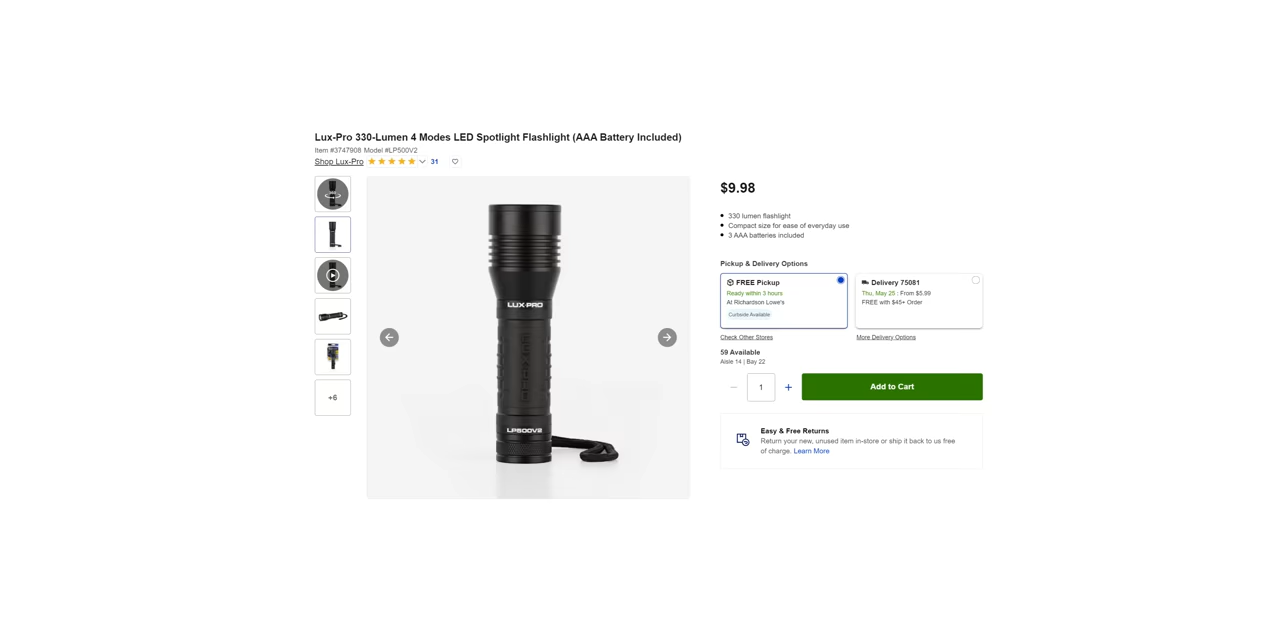 Lux-Pro 330-Lumen 4 Modes LED Spotlight Flashlight (AAA Battery Included)
Item #3747908 Model #LP500V2
Shop Lux-Pro 31
+6
LUX-PRO
LUXPRO
LP500V2
$9.98
330 lumen flashlight
Compact size for ease of everyday use
3 AAA batteries included
Pickup & Delivery Options
FREE Pickup
Ready within 3 hours
At Richardson Lowe's
Curbside Available
Delivery 75081
Thu, May 25 : From $5.99
FREE with $45+ Order
Check Other Stores
More Delivery Options
59 Available
Aisle 14 | Bay 22
1
Add to Cart
Easy & Free Returns
Return your new, unused item in-store or ship it back to us free
of charge. Learn More